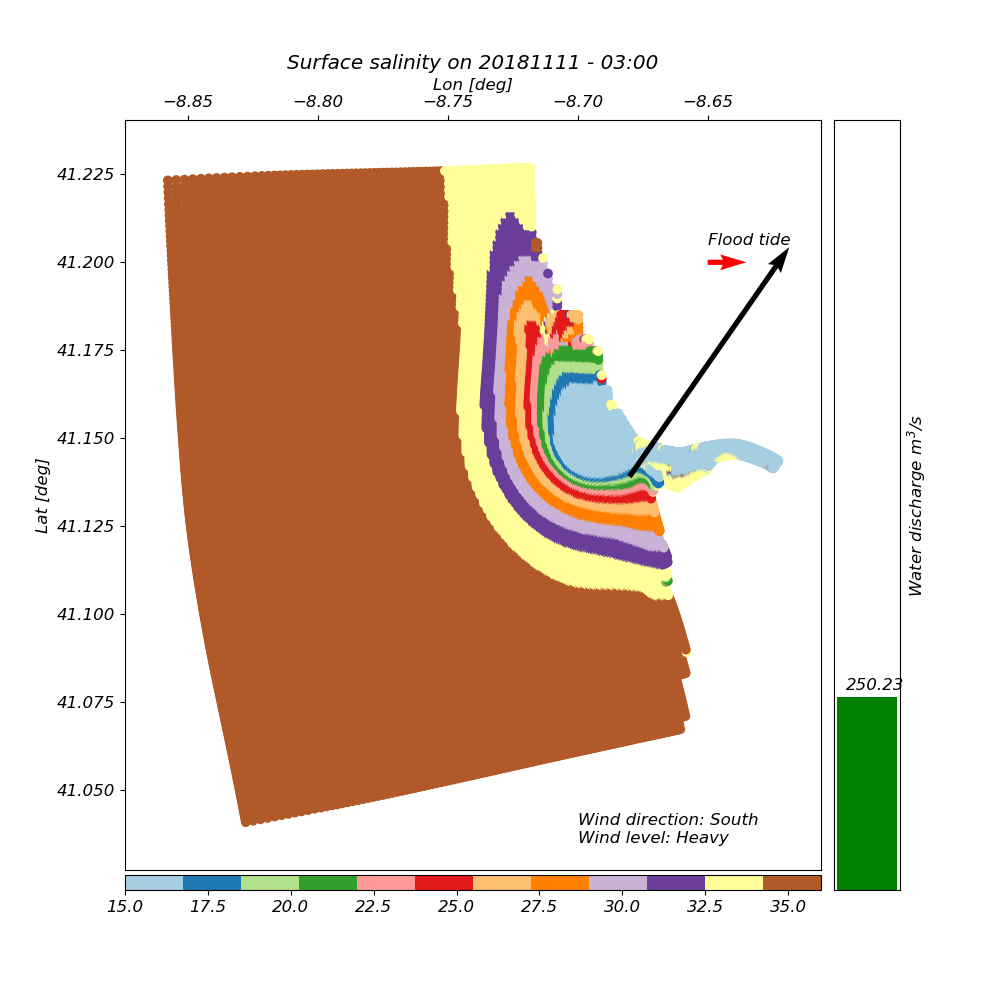 Surface salinity on 20181111 - 03:00
Lon [deg]
−8.85 −8.80 −8.75 −8.70 −8.65
41.225
41.200
41.175
41.150
41.125
41.100
41.075
41.050
Lat [deg]
Flood tide
Wind direction: South
Wind level: Heavy
15.0 17.5 20.0 22.5 25.0 27.5 30.0 32.5 35.0
250.23
Water discharge m³/s